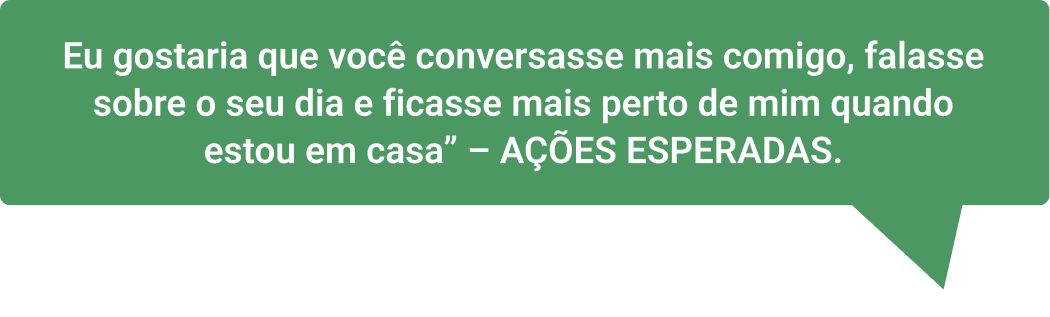 Eu gostaria que você conversasse mais comigo, falasse
sobre o seu dia e ficasse mais perto de mim quando
estou em casa” – AÇÕES ESPERADAS.